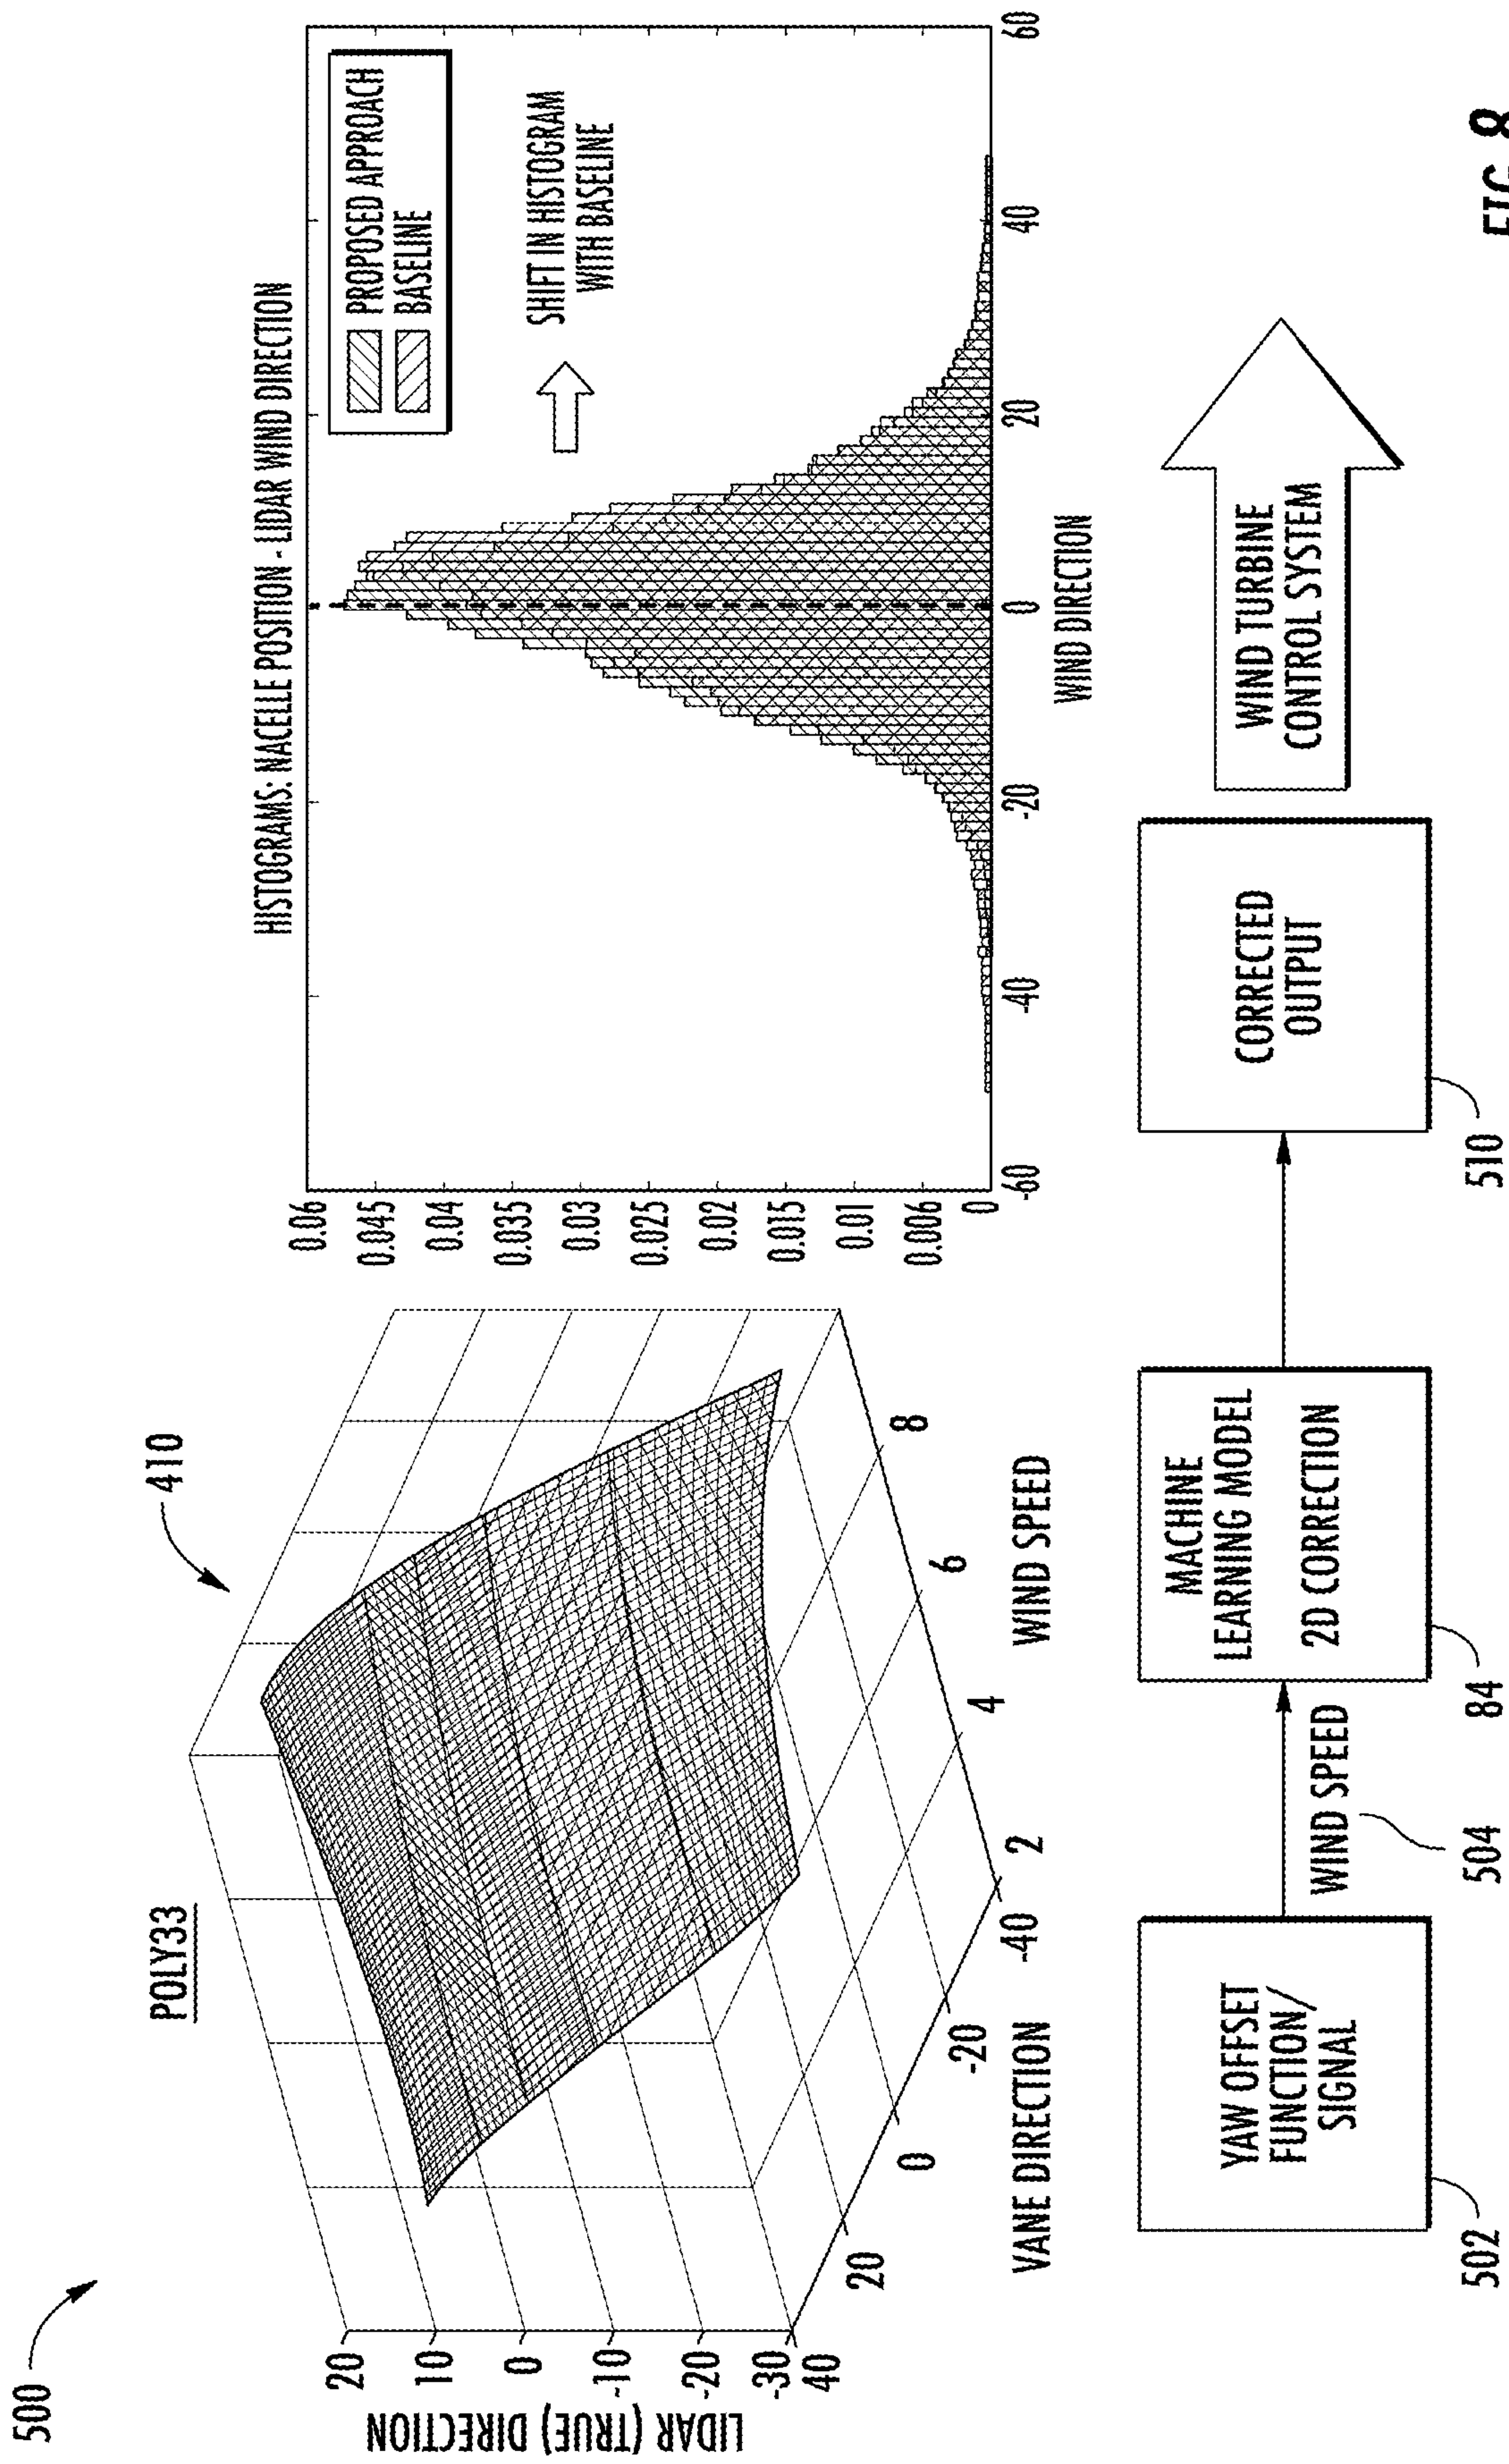 500
POLY33
410
LIDAR (TRUE) DIRECTION
20
10
0
-10
-20
-30
40
20
0
-20
-40
VANE DIRECTION
2
4
6
8
WIND SPEED
HISTOGRAMS: NACELLE POSITION - LIDAR WIND DIRECTION
0.06
0.045
0.04
0.035
0.03
0.025
0.02
0.015
0.01
0.006
0
-60
-40
-20
0
20
40
60
WIND DIRECTION
PROPOSED APPROACH
BASELINE
SHIFT IN HISTOGRAM
WITH BASELINE
YAW OFFSET
FUNCTION/
SIGNAL
502
WIND SPEED
504
MACHINE
LEARNING MODEL
2D CORRECTION
84
CORRECTED
OUTPUT
510
WIND TURBINE
CONTROL SYSTEM
FIG. 8